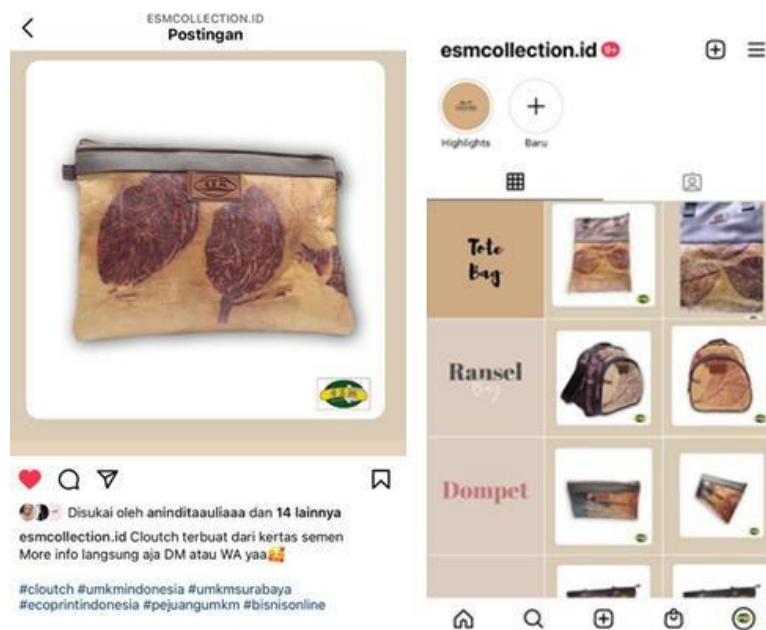 ESMCOLLECTION.ID
Postingan
Disukai oleh aninditaauliaaa dan 14 lainnya
esmcollection.id Cloutch terbuat dari kertas semen
More info langsung aja DM atau WA yaa🥰
#cloutch #umkmindonesia #umkmsurabaya
#ecoprintindonesia #pejuangumkm #bisnisonline
esmcollection.id 9+
Highlights
Baru
Tote
Bag
Ransel
Bag
Dompet